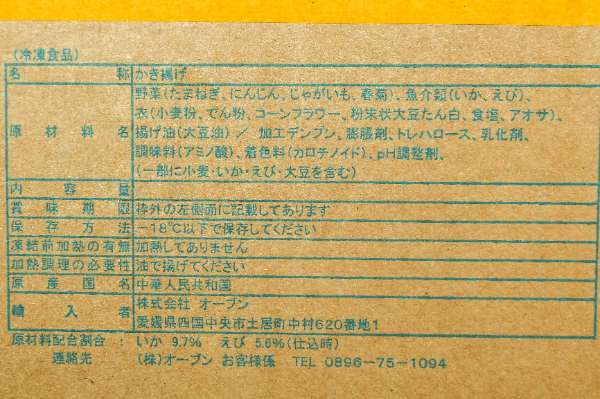 (冷凍食品)
名称 かき揚げ
原材料名 野菜(たまねぎ、にんじん、じゃがいも、春菊)、魚介類(いか、えび)、
衣(小麦粉、でん粉、コーンフラワー、粉末状大豆たん白、食塩、アオサ)、
揚げ油(大豆油)/ 加工デンプン、膨脹剤、トレハロース、乳化剤、
調味料(アミノ酸)、着色料(カロチノイド)、pH調整剤、
(一部に小麦・いか・えび・大豆を含む)
内容量
賞味期限 枠外の左側面に記載してあります
保存方法 −18℃以下で保存してください
凍結前加熱の有無 加熱してありません
加熱調理の必要性 油で揚げてください
原産国名 中華人民共和国
輸入者 株式会社 オーブン
愛媛県四国中央市土居町中村620番地1
原材料配合割合 : いか 9.7% えび 5.6%(仕込時)
連絡先 (株)オーブン お客様係 TEL 0896-75-1094